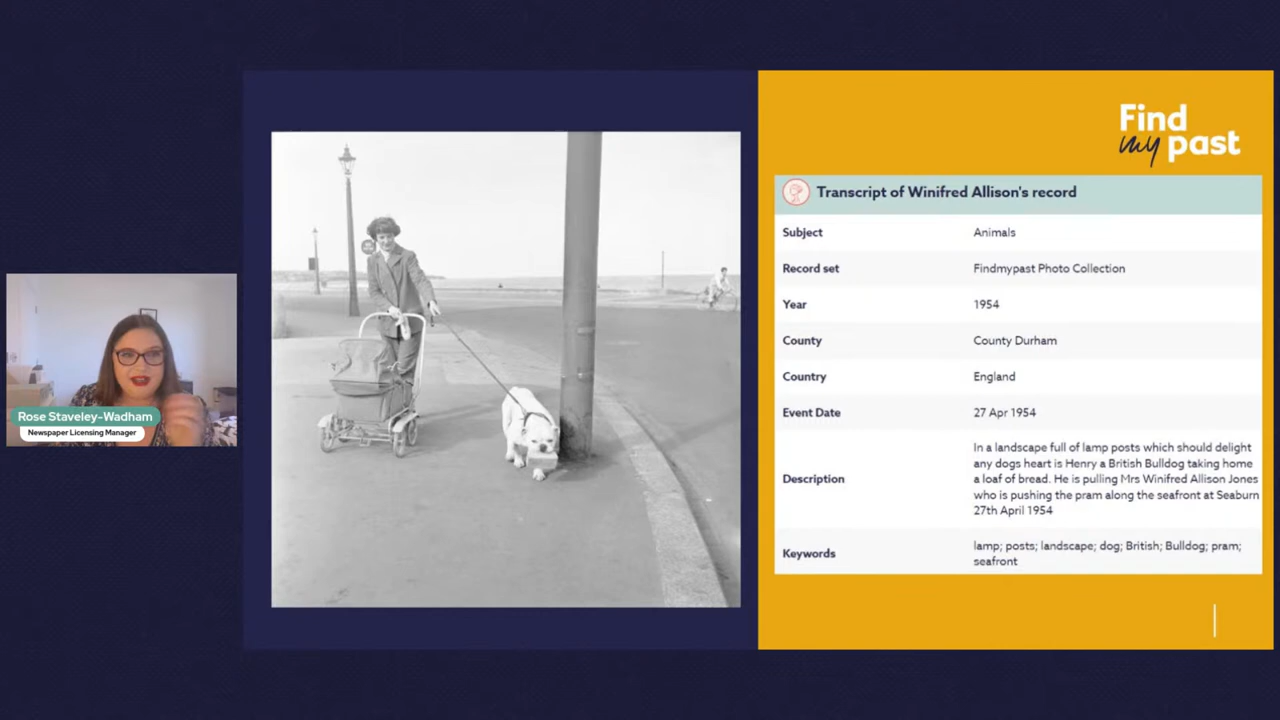 Find
my past
Transcript of Winifred Allison's record
Subject Animals
Record set Findmypast Photo Collection
Year 1954
County County Durham
Country England
Event Date 27 Apr 1954
Description In a landscape full of lamp posts which should delight
any dogs heart is Henry a British Bulldog taking home
a loaf of bread. He is pulling Mrs Winifred Allison Jones
who is pushing the pram along the seafront at Seaburn
27th April 1954
Keywords lamp; posts; landscape; dog; British; Bulldog; pram;
seafront
Rose Staveley-Wadham
Newspaper Licensing Manager